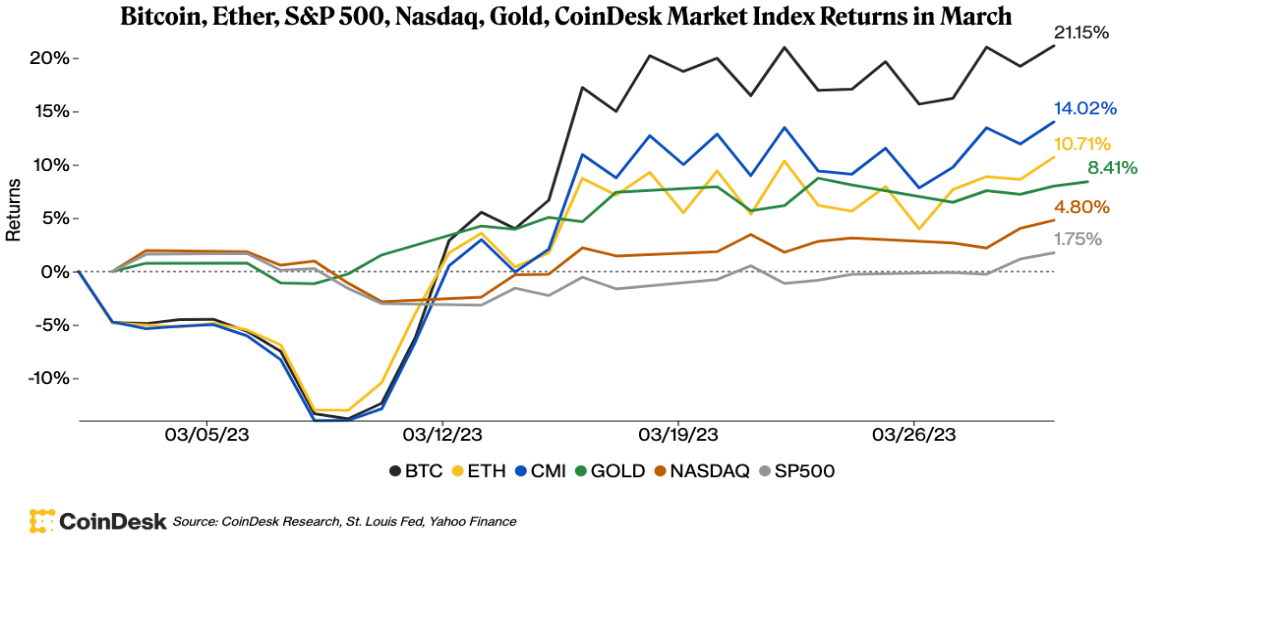 Bitcoin, Ether, S&P 500, Nasdaq, Gold, CoinDesk Market Index Returns in March
21.15%
20%
15%
14.02%
10.71%
10%
8.41%
Returns
5%
4.80%
1.75%
0%
-5%
-10%
03/05/23 03/12/23 03/19/23 03/26/23
BTC ETH CMI GOLD NASDAQ SP500
CoinDesk Source: CoinDesk Research, St. Louis Fed, Yahoo Finance